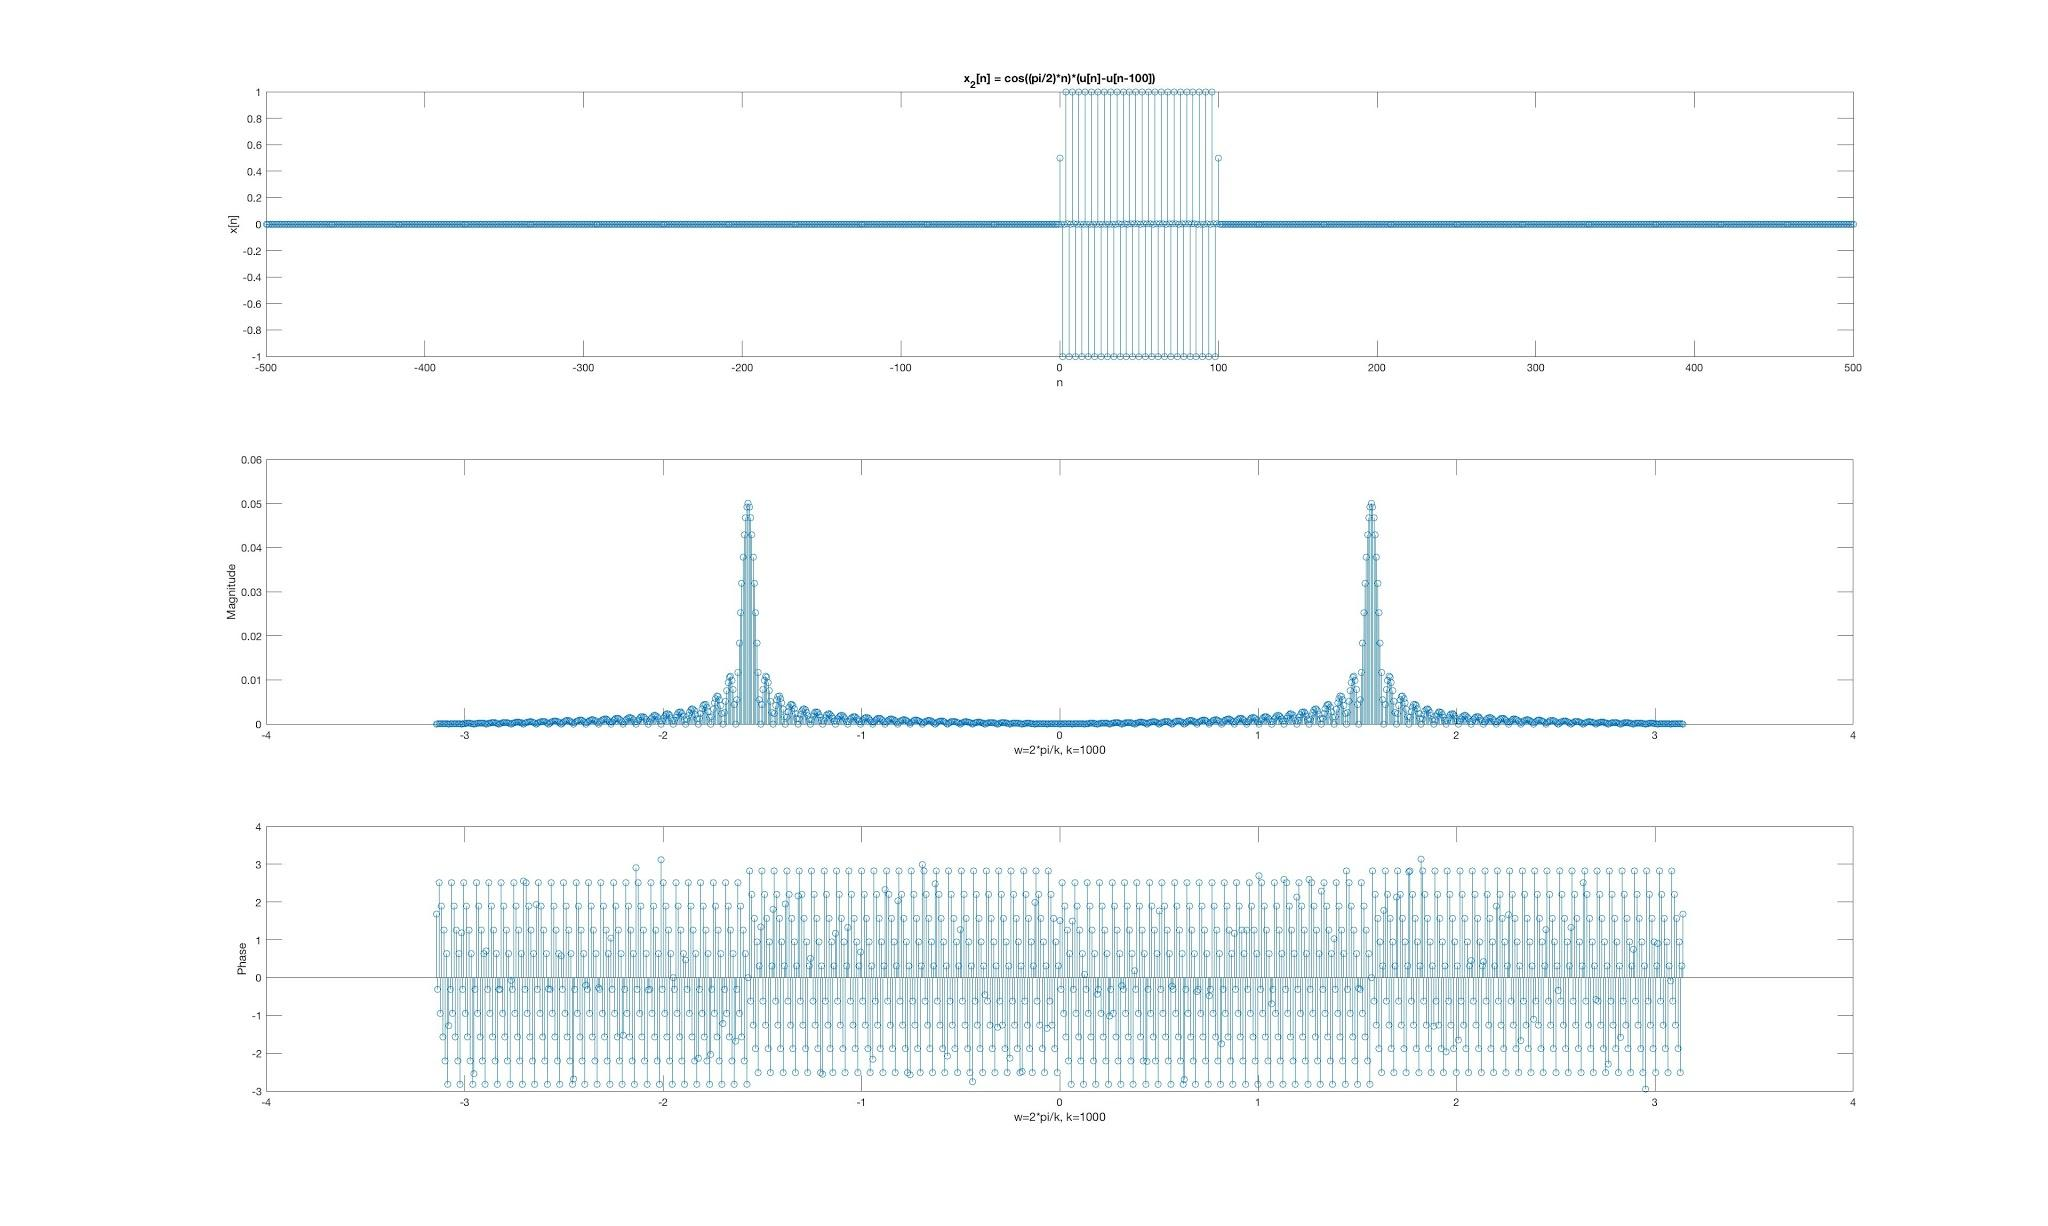 x2[n] = cos((pi/2)*n)*(u[n]-u[n-100])
1
0.8
0.6
0.4
0.2
0
-0.2
-0.4
-0.6
-0.8
-1
x[n]
-500 -400 -300 -200 -100 0 100 200 300 400 500
n
0.06
0.05
0.04
0.03
0.02
0.01
0
Magnitude
-4 -3 -2 -1 0 1 2 3 4
w=2*pi/k, k=1000
4
3
2
1
0
-1
-2
-3
Phase
-4 -3 -2 -1 0 1 2 3 4
w=2*pi/k, k=1000